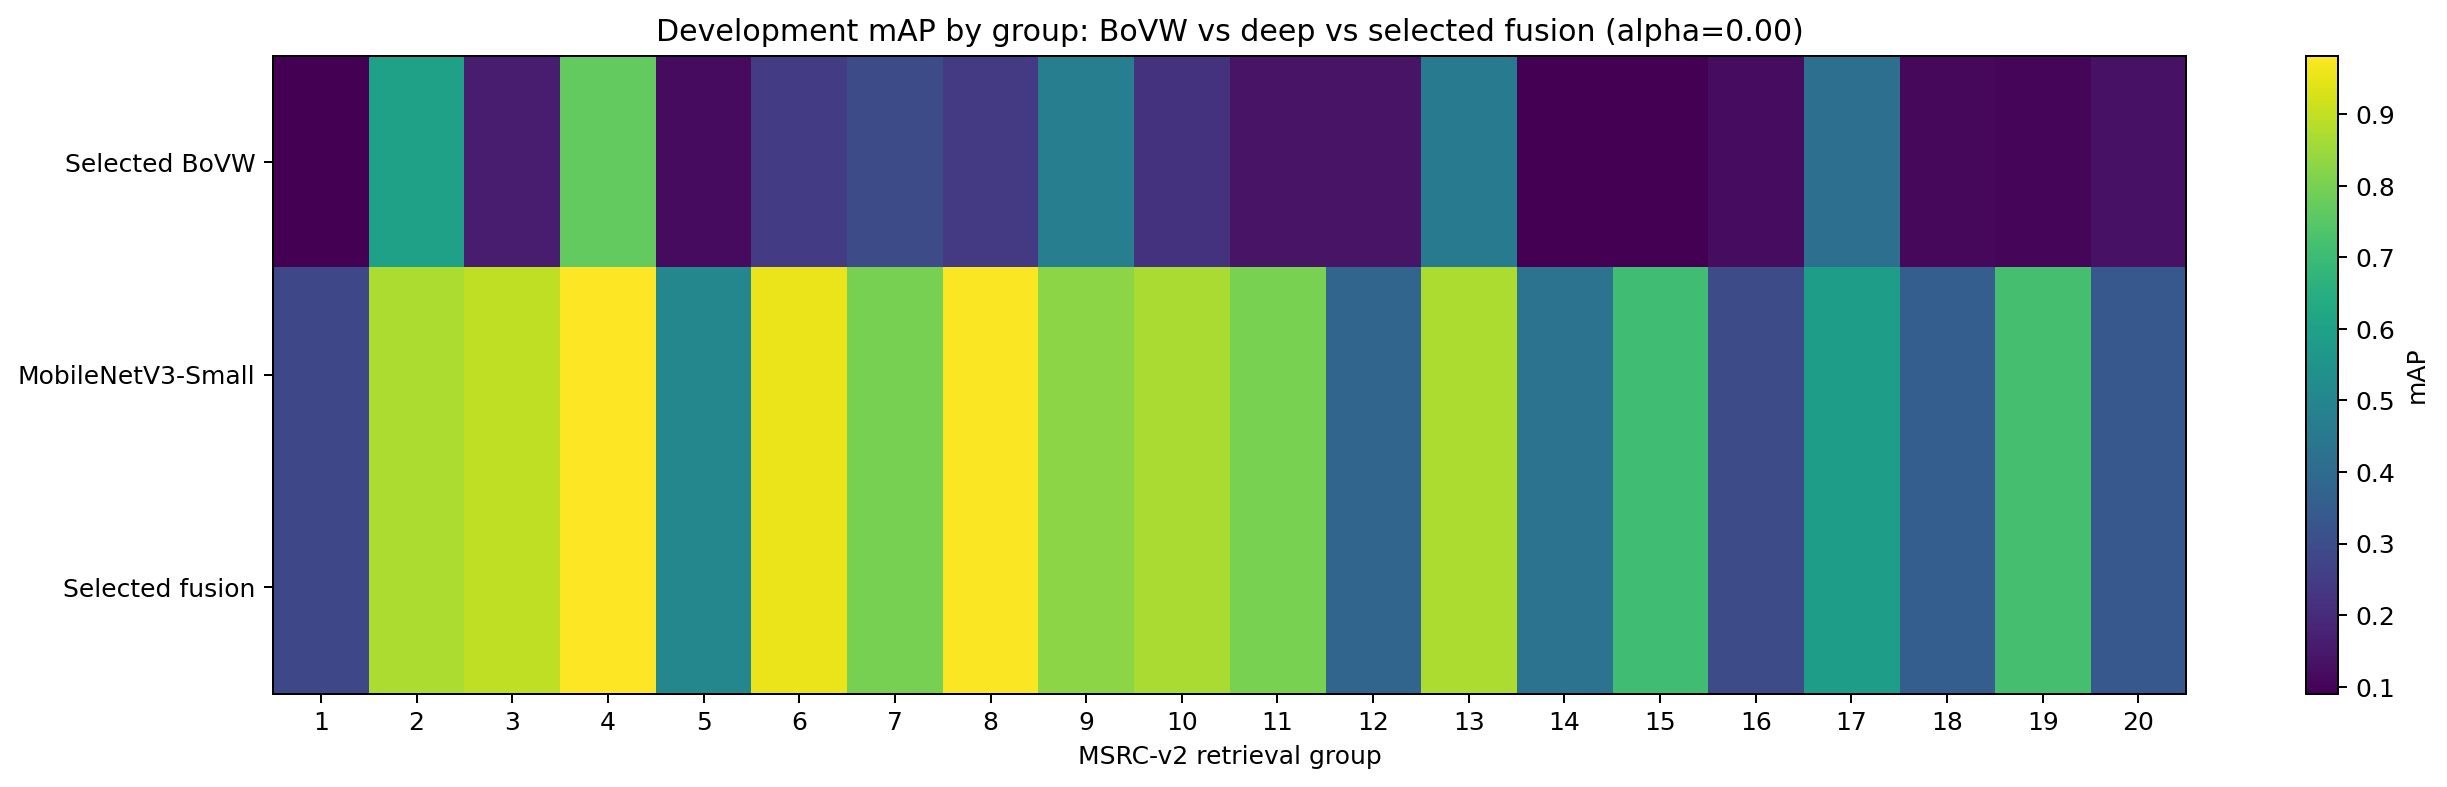 Development mAP by group: BoVW vs deep vs selected fusion (alpha=0.00)
Selected BoVW
MobileNetV3-Small
Selected fusion
1 2 3 4 5 6 7 8 9 10 11 12 13 14 15 16 17 18 19 20
MSRC-v2 retrieval group
0.9
0.8
0.7
0.6
0.5
0.4
0.3
0.2
0.1
mAP